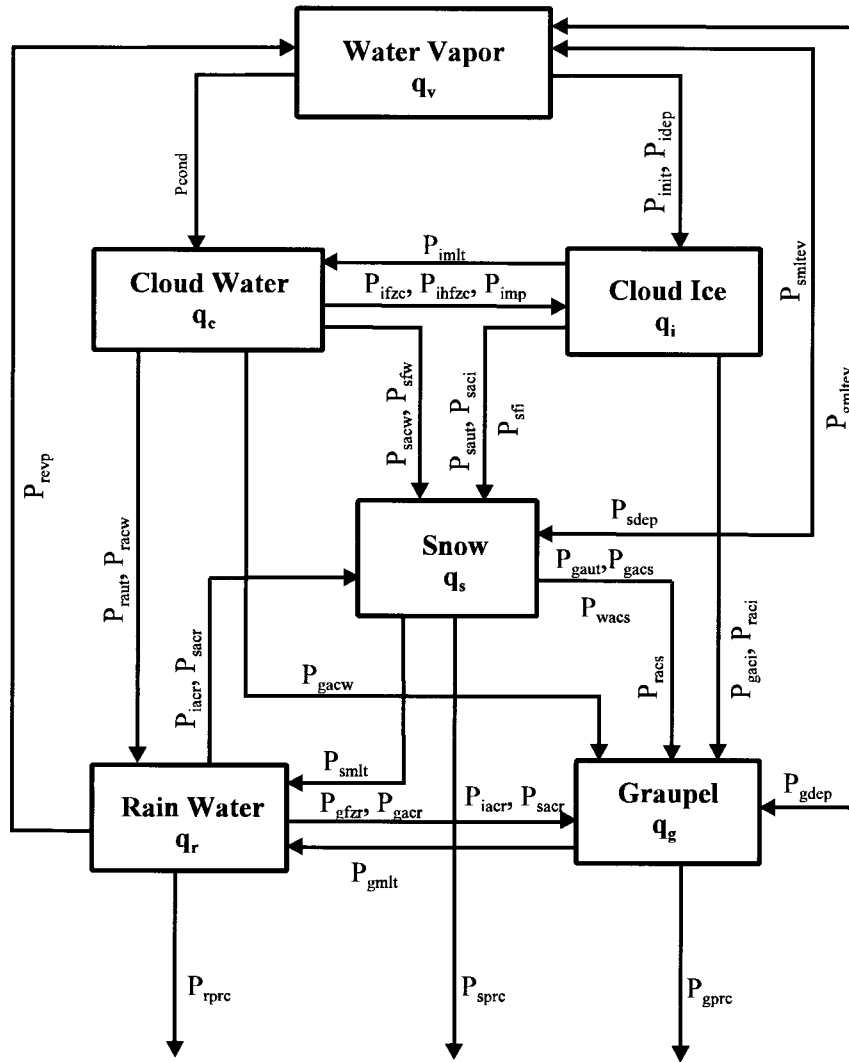 Water Vapor
q_v
P_cond
P_init, P_idep
P_smltev
P_gmltev
P_imlt
Cloud Water
q_c
P_ifzc, P_ihfzc, P_imp
Cloud Ice
q_i
P_sacw, P_sfw
P_saut, P_saci
P_sfi
P_revp
P_raut, P_racw
Snow
q_s
P_sdep
P_gaut, P_gacs
P_wacs
P_iacr, P_sacr
P_gacw
P_racs
P_gaci, P_raci
P_smlt
Rain Water
q_r
P_gfzr, P_gacr
P_iacr, P_sacr
Graupel
q_g
P_gdep
P_gmlt
P_rprc
P_sprc
P_gprc